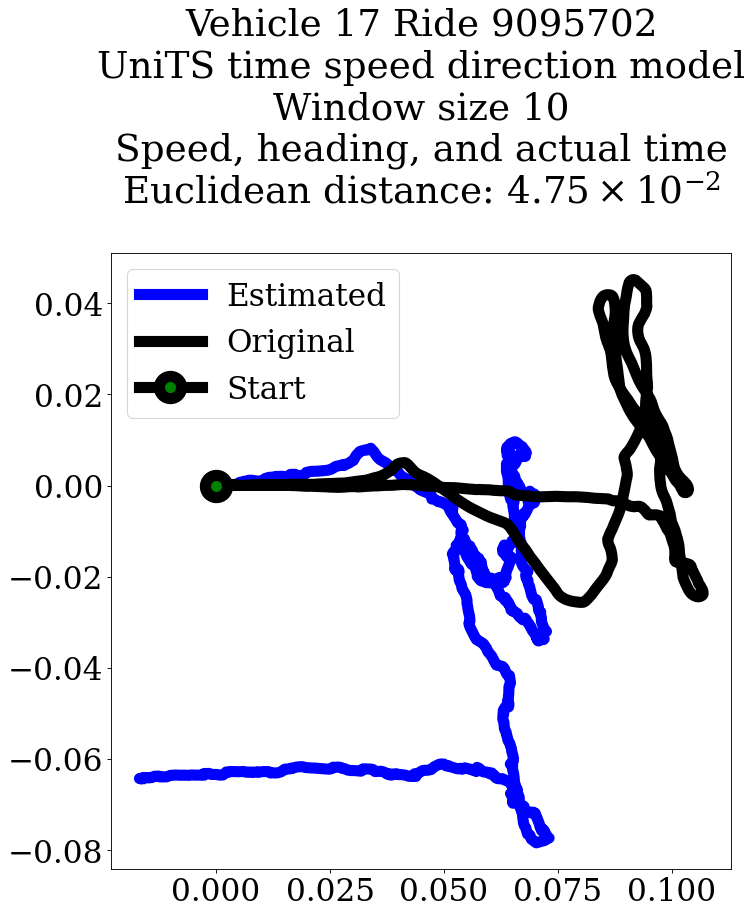 Vehicle 17 Ride 9095702
UniTS time speed direction model
Window size 10
Speed, heading, and actual time
Euclidean distance: 4.75 × 10⁻²
Estimated
Original
Start
0.04
0.02
0.00
−0.02
−0.04
−0.06
−0.08
0.000 0.025 0.050 0.075 0.100